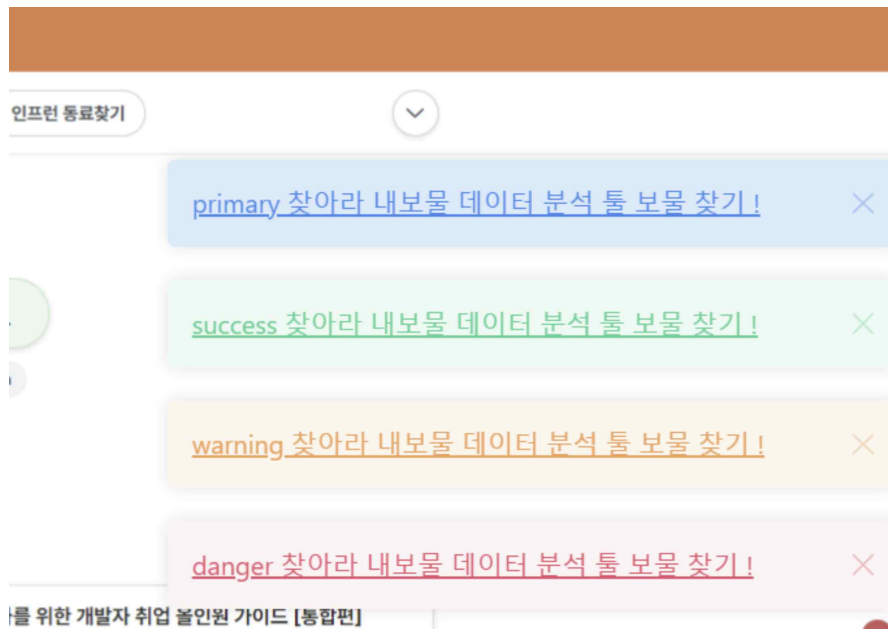 인프런 동료찾기
primary 찾아라 내보물 데이터 분석 툴 보물 찾기 !
success 찾아라 내보물 데이터 분석 툴 보물 찾기 !
warning 찾아라 내보물 데이터 분석 툴 보물 찾기 !
danger 찾아라 내보물 데이터 분석 툴 보물 찾기 !
를 위한 개발자 취업 올인원 가이드 [통합편]